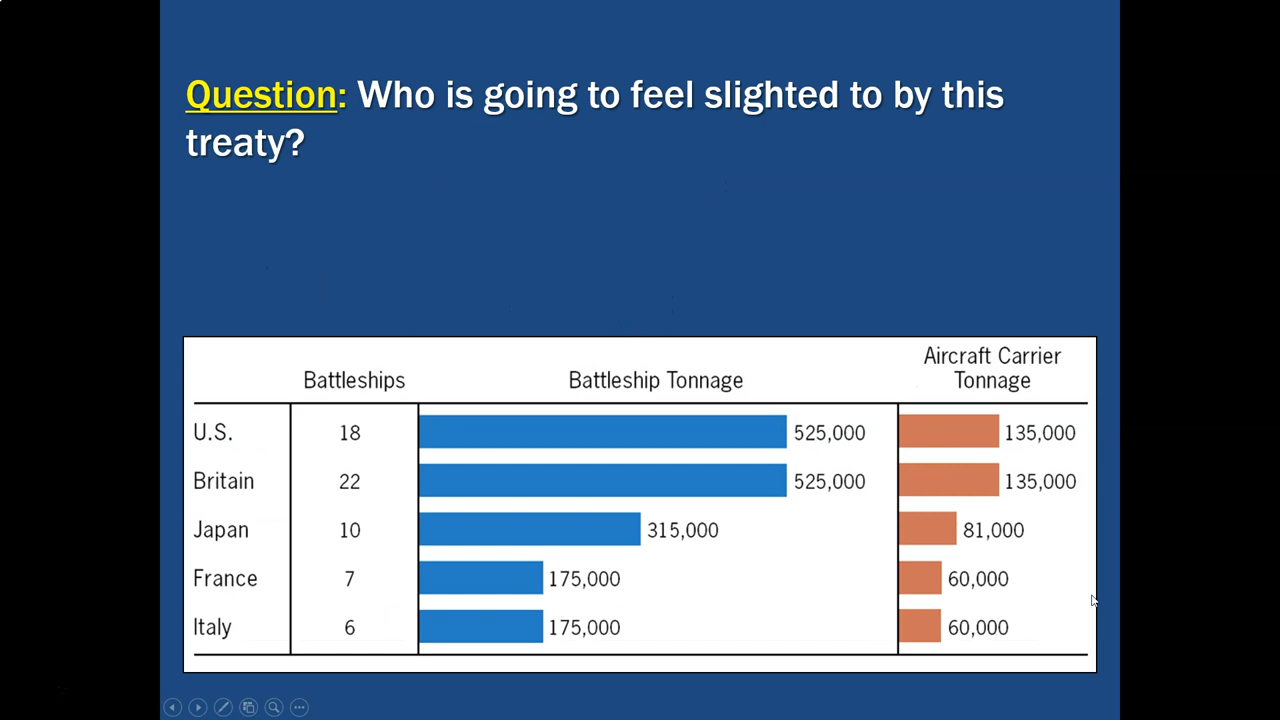 Question: Who is going to feel slighted to by this
treaty?
Aircraft Carrier
Battleships Battleship Tonnage Tonnage
U.S. 18 525,000 135,000
Britain 22 525,000 135,000
Japan 10 315,000 81,000
France 7 175,000 60,000
Italy 6 175,000 60,000